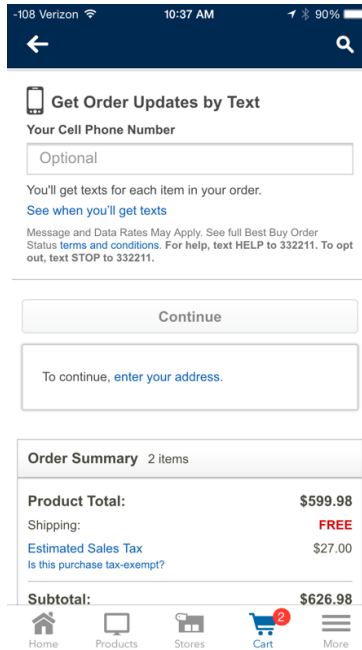 -108 Verizon 10:37 AM 90%
Get Order Updates by Text
Your Cell Phone Number
Optional
You'll get texts for each item in your order.
See when you'll get texts
Message and Data Rates May Apply. See full Best Buy Order
Status terms and conditions. For help, text HELP to 332211. To opt
out, text STOP to 332211.
Continue
To continue, enter your address.
Order Summary 2 items
Product Total: $599.98
Shipping: FREE
Estimated Sales Tax $27.00
Is this purchase tax-exempt?
Subtotal: $626.98
2
Home Products Stores Cart More